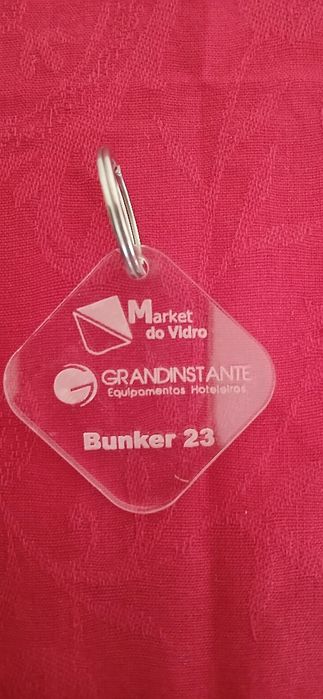 Market
do Vidro
GRANDINSTANTE
Equipamentos Hoteleiros
Bunker 23